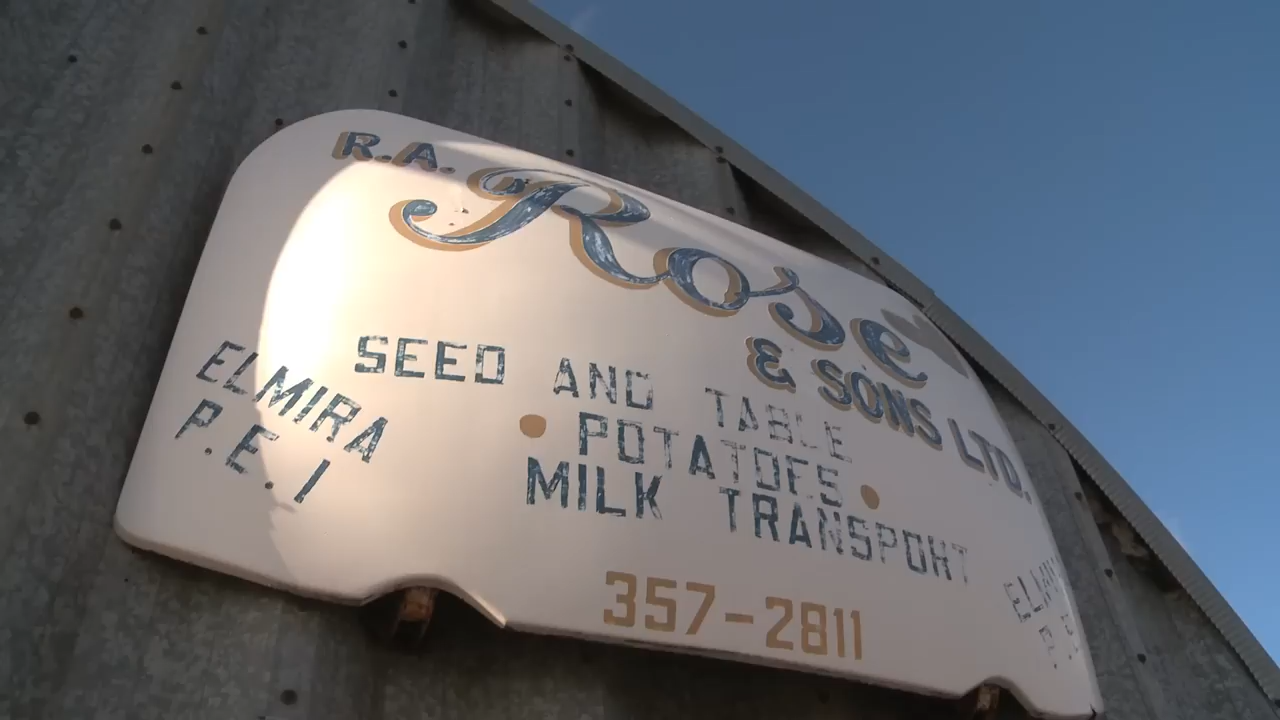 R.A.
Rose
& SONS LTD.
SEED AND TABLE
• POTATOES •
MILK TRANSPORT
ELMIRA
P.E.I
357-2811